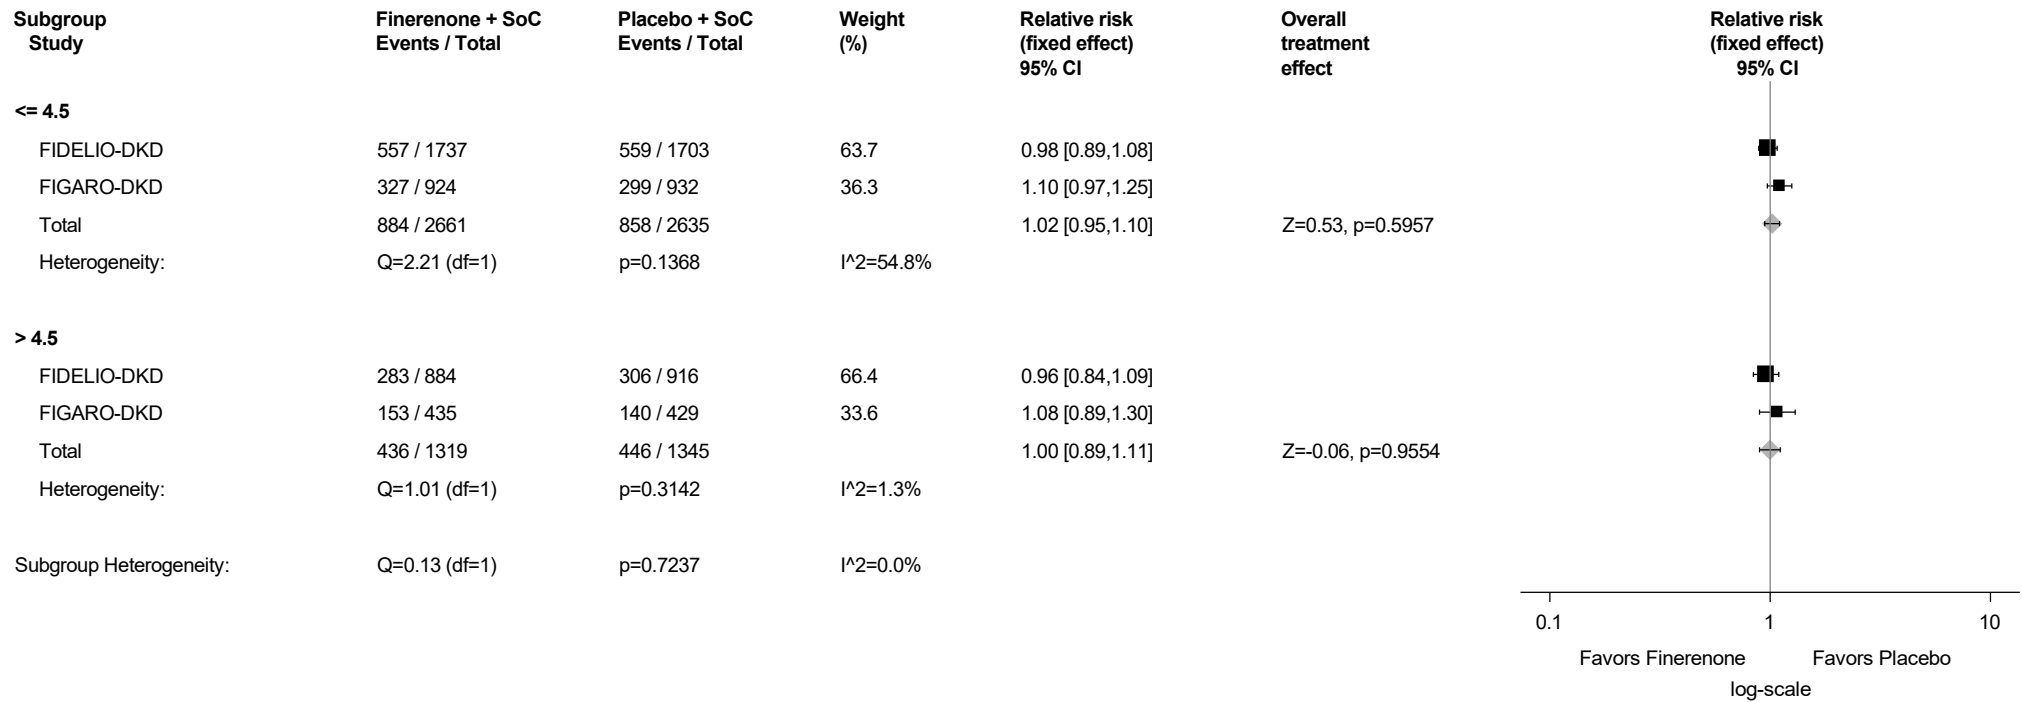 Subgroup Finerenone + SoC Placebo + SoC Weight Relative risk Overall Relative risk
Study Events / Total Events / Total (%) (fixed effect) treatment (fixed effect)
95% CI effect 95% CI
<= 4.5
FIDELIO-DKD 557 / 1737 559 / 1703 63.7 0.98 [0.89,1.08]
FIGARO-DKD 327 / 924 299 / 932 36.3 1.10 [0.97,1.25]
Total 884 / 2661 858 / 2635 1.02 [0.95,1.10] Z=0.53, p=0.5957
Heterogeneity: Q=2.21 (df=1) p=0.1368 I^2=54.8%
> 4.5
FIDELIO-DKD 283 / 884 306 / 916 66.4 0.96 [0.84,1.09]
FIGARO-DKD 153 / 435 140 / 429 33.6 1.08 [0.89,1.30]
Total 436 / 1319 446 / 1345 1.00 [0.89,1.11] Z=-0.06, p=0.9554
Heterogeneity: Q=1.01 (df=1) p=0.3142 I^2=1.3%
Subgroup Heterogeneity: Q=0.13 (df=1) p=0.7237 I^2=0.0%
0.1 1 10
Favors Finerenone Favors Placebo
log-scale